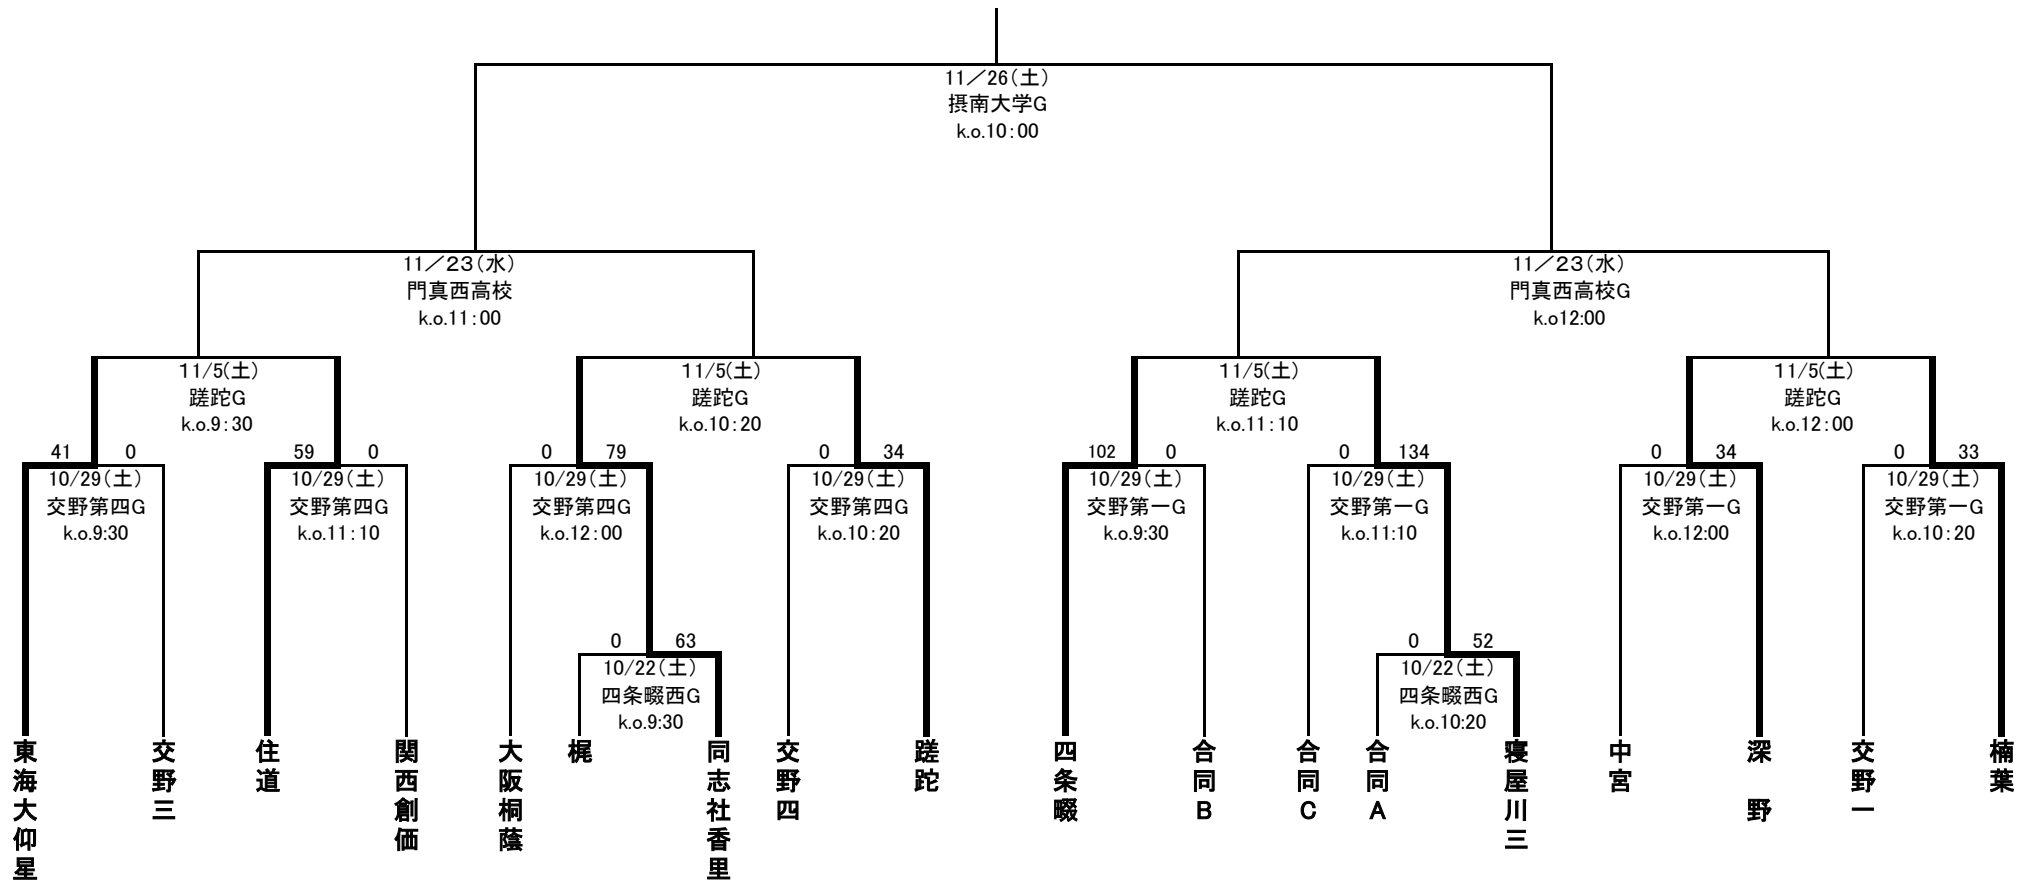 11／26（土）
摂南大学G
k.o.10：00
11／23（水）
門真西高校
k.o.11：00
11／23（水）
門真西高校G
k.o12:00
11/5(土)
蹉跎G
k.o.9：30
11/5(土)
蹉跎G
k.o.10：20
11/5(土)
蹉跎G
k.o.11：10
11/5(土)
蹉跎G
k.o.12：00
41 0
10/29（土）
交野第四G
k.o.9:30
59 0
10/29（土）
交野第四G
k.o.11：10
0 79
10/29（土）
交野第四G
k.o.12：00
0 34
10/29（土）
交野第四G
k.o.10：20
102 0
10/29（土）
交野第一G
k.o.9:30
0 134
10/29（土）
交野第一G
k.o.11:10
0 34
10/29（土）
交野第一G
k.o.12:00
0 33
10/29（土）
交野第一G
k.o.10：20
0 63
10/22（土）
四条畷西G
k.o.9:30
0 52
10/22（土）
四条畷西G
k.o.10:20
東海大仰星
交野三
住道
関西創価
大阪桐蔭
梶
同志社香里
交野四
蹉跎
四条畷
合同B
合同C
合同A
寝屋川三
中宮
深　野
交野一
楠葉